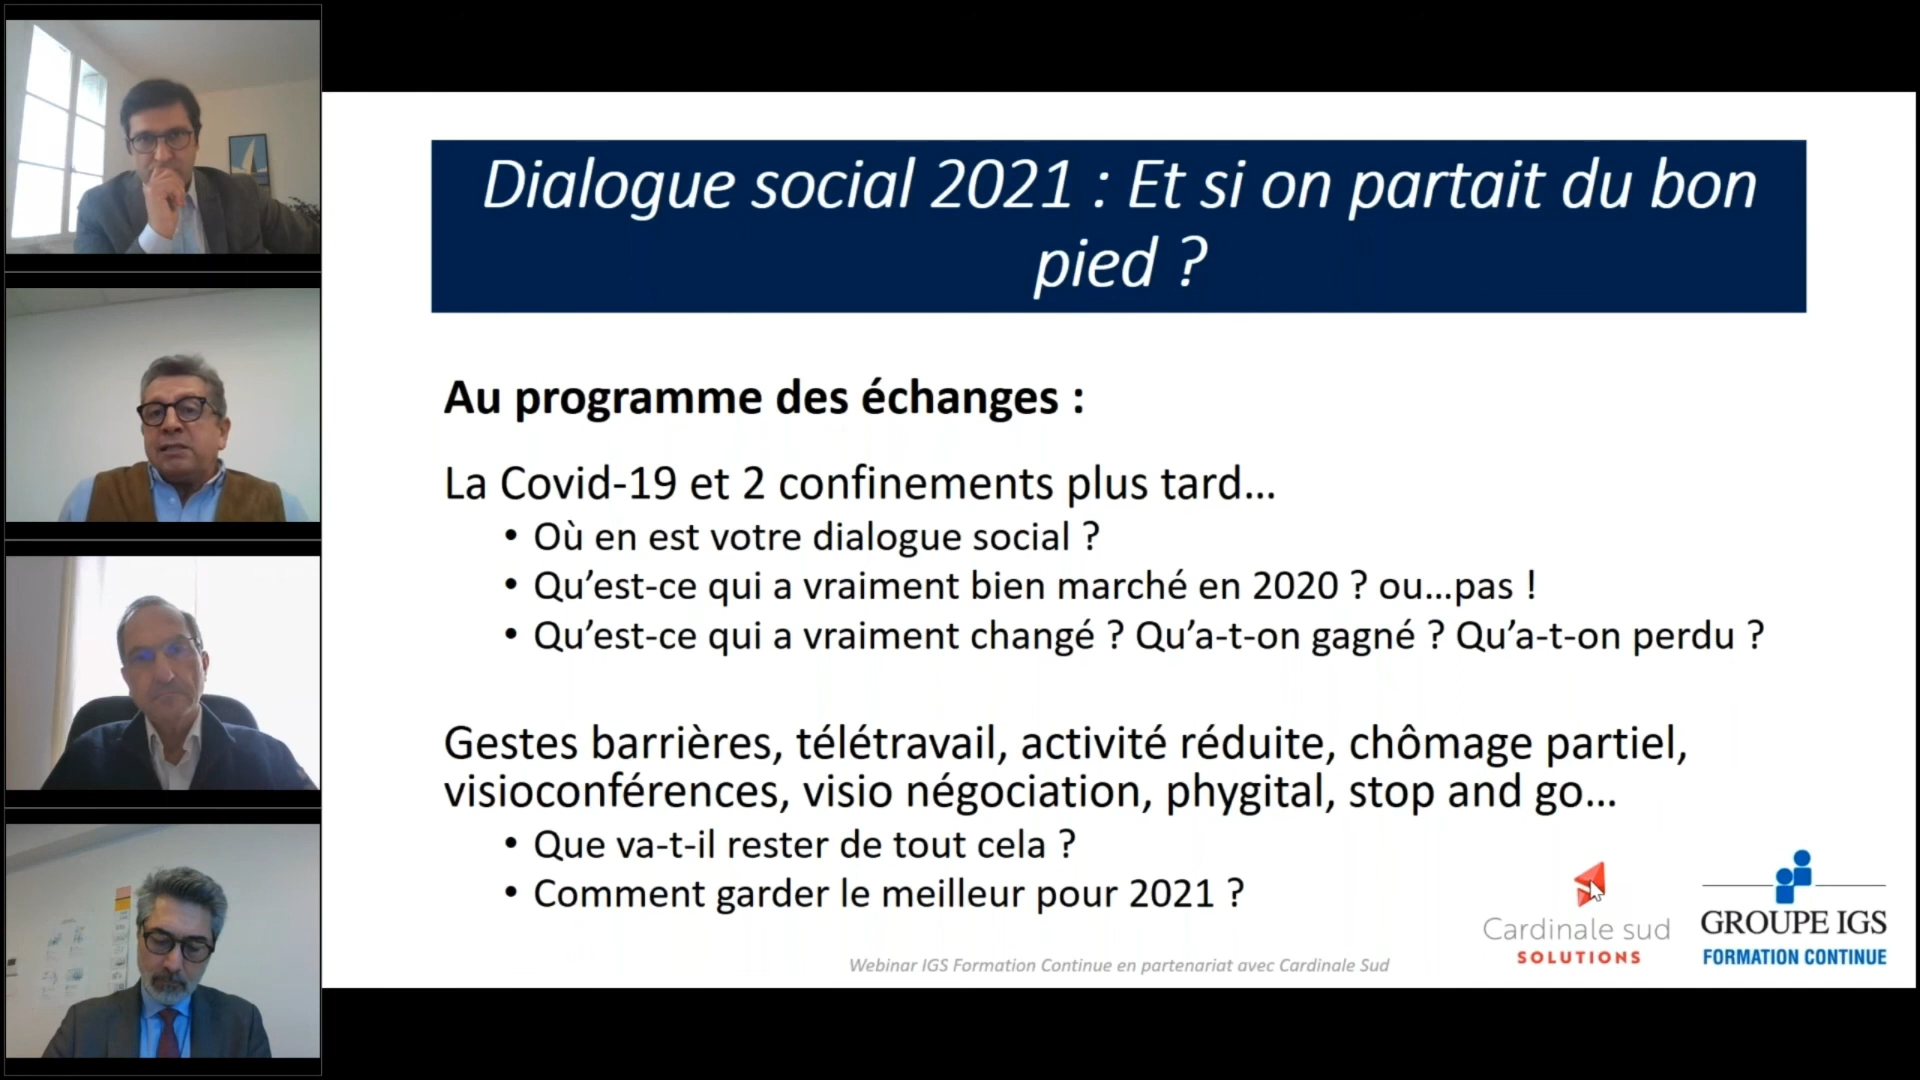 Dialogue social 2021 : Et si on partait du bon
pied ?
Au programme des échanges :
La Covid-19 et 2 confinements plus tard…
• Où en est votre dialogue social ?
• Qu’est-ce qui a vraiment bien marché en 2020 ? ou…pas !
• Qu’est-ce qui a vraiment changé ? Qu’a-t-on gagné ? Qu’a-t-on perdu ?
Gestes barrières, télétravail, activité réduite, chômage partiel,
visioconférences, visio négociation, phygital, stop and go…
• Que va-t-il rester de tout cela ?
• Comment garder le meilleur pour 2021 ?
Cardinale sud
SOLUTIONS
GROUPE IGS
FORMATION CONTINUE
Webinar IGS Formation Continue en partenariat avec Cardinale Sud